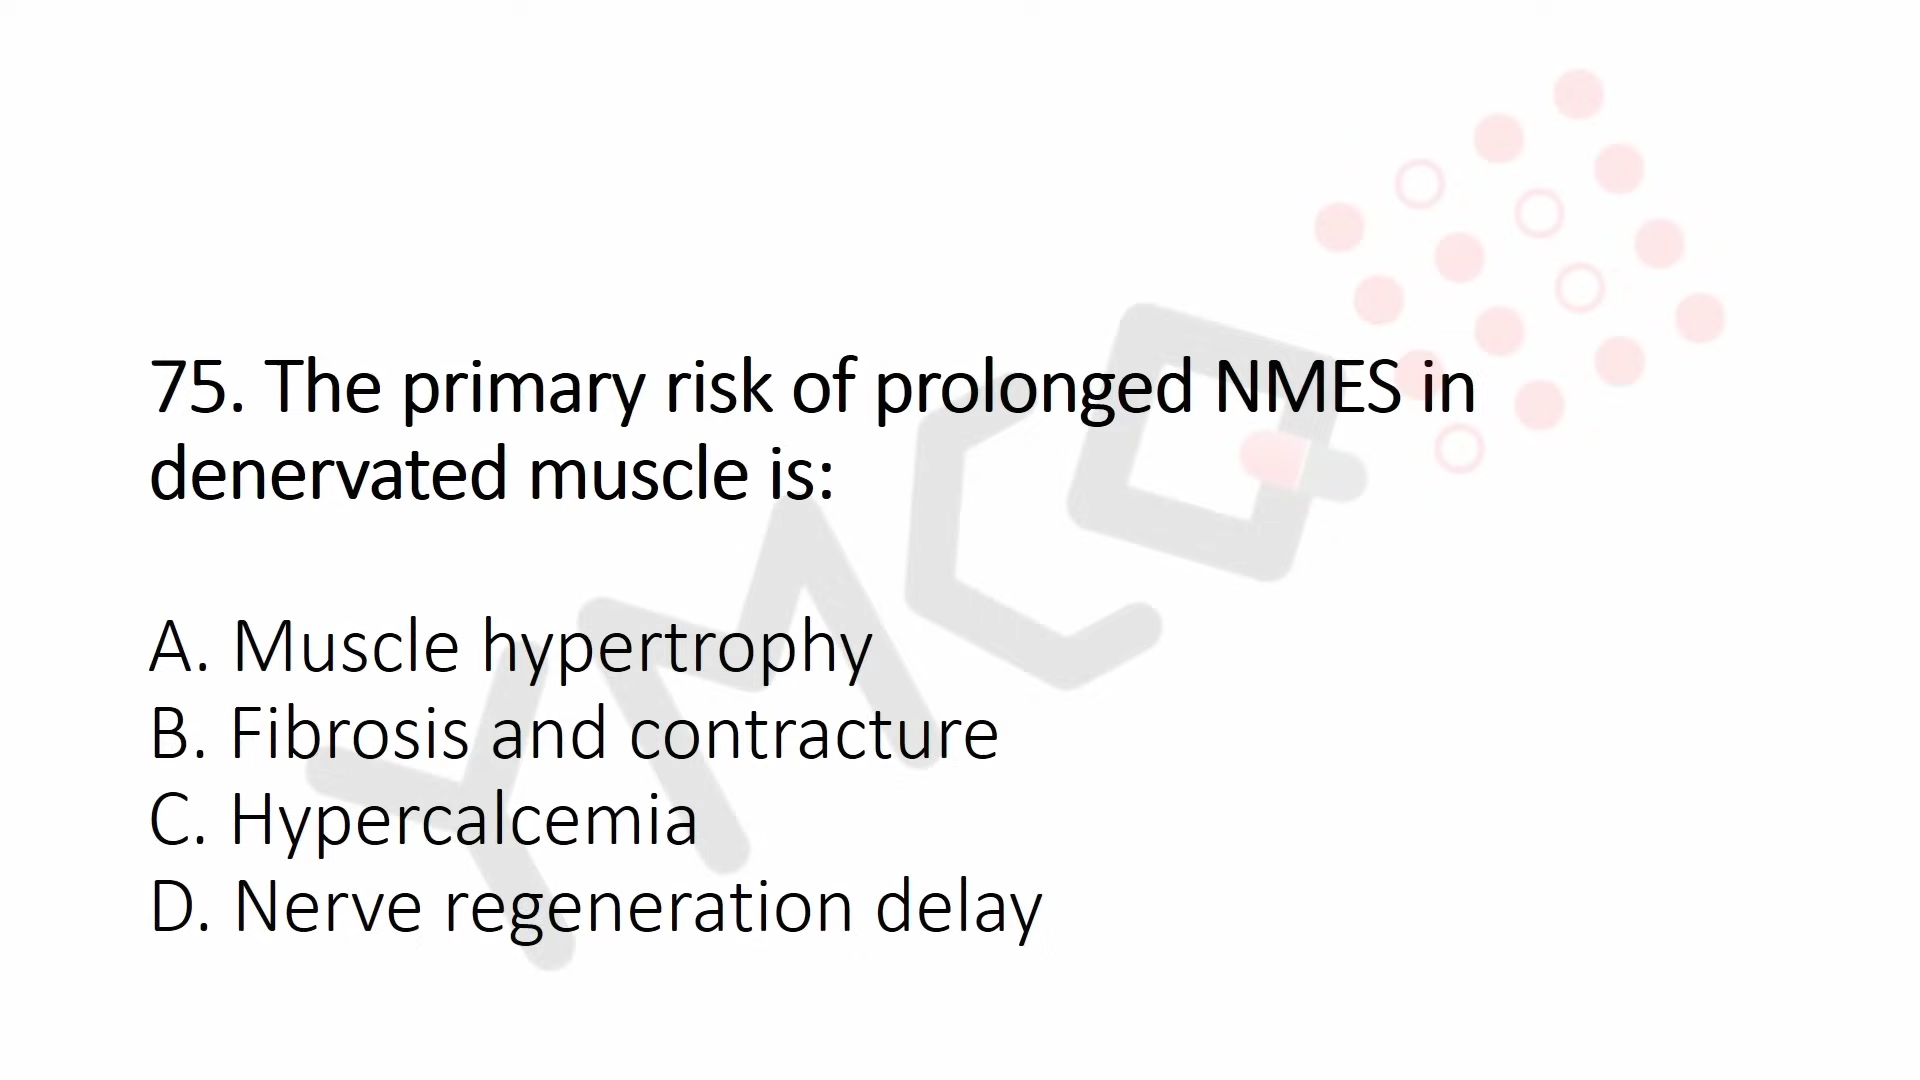 75. The primary risk of prolonged NMES in
denervated muscle is:
A. Muscle hypertrophy
B. Fibrosis and contracture
C. Hypercalcemia
D. Nerve regeneration delay